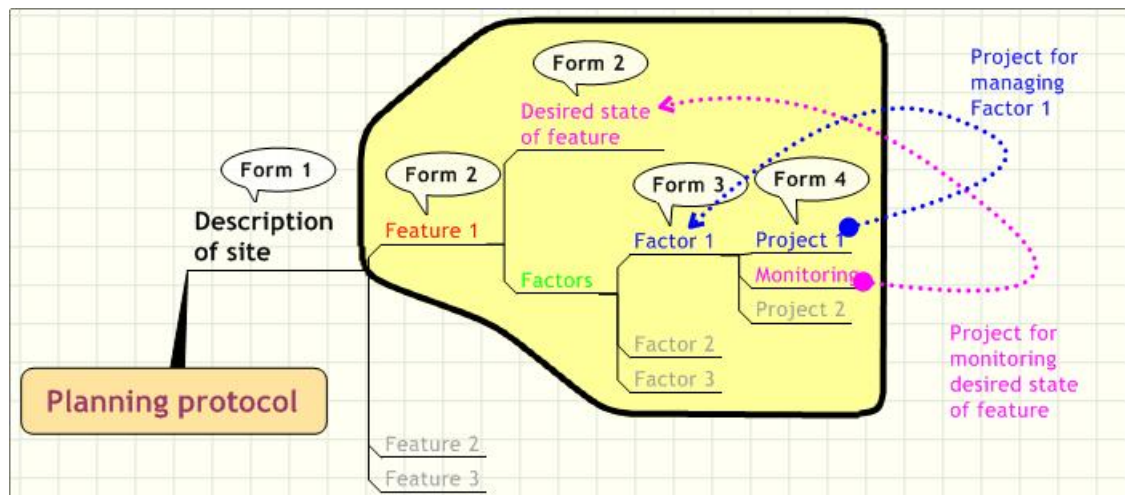 Form 2
Desired state
of feature
Project for
managing
Factor 1
Form 1
Description
of site
Form 2
Feature 1
Form 3
Factor 1
Form 4
Project 1
Monitoring
Project 2
Factors
Factor 2
Factor 3
Project for
monitoring
desired state
of feature
Planning protocol
Feature 2
Feature 3